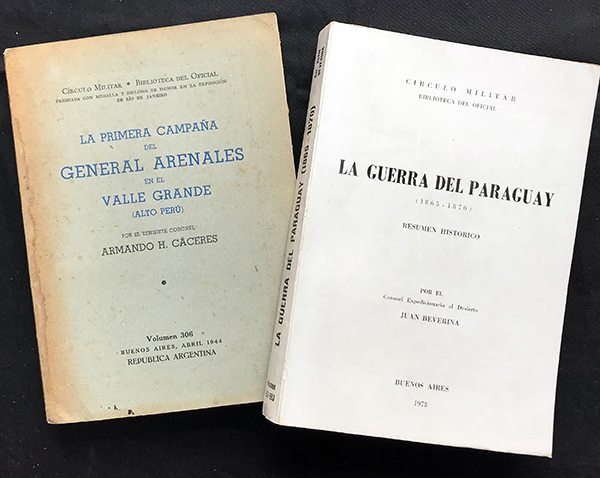 CÍRCULO MILITAR • BIBLIOTECA DEL OFICIAL
PREMIADA CON MEDALLA Y DIPLOMA DE HONOR EN LA EXPOSICIÓN
DE RÍO DE JANEIRO
LA PRIMERA CAMPAÑA
DEL
GENERAL ARENALES
EN EL
VALLE GRANDE
(ALTO PERÚ)
POR EL TENIENTE CORONEL
ARMANDO H. CÁCERES
Volumen 306
BUENOS AIRES, ABRIL 1944
REPUBLICA ARGENTINA
LA GUERRA DEL PARAGUAY (1865-1870)
CIRCULO MILITAR
BIBLIOTECA DEL OFICIAL
LA GUERRA DEL PARAGUAY
(1865-1870)
RESUMEN HISTORICO
POR EL
Coronel Expedicionario al Desierto
JUAN BEVERINA
BUENOS AIRES
1973